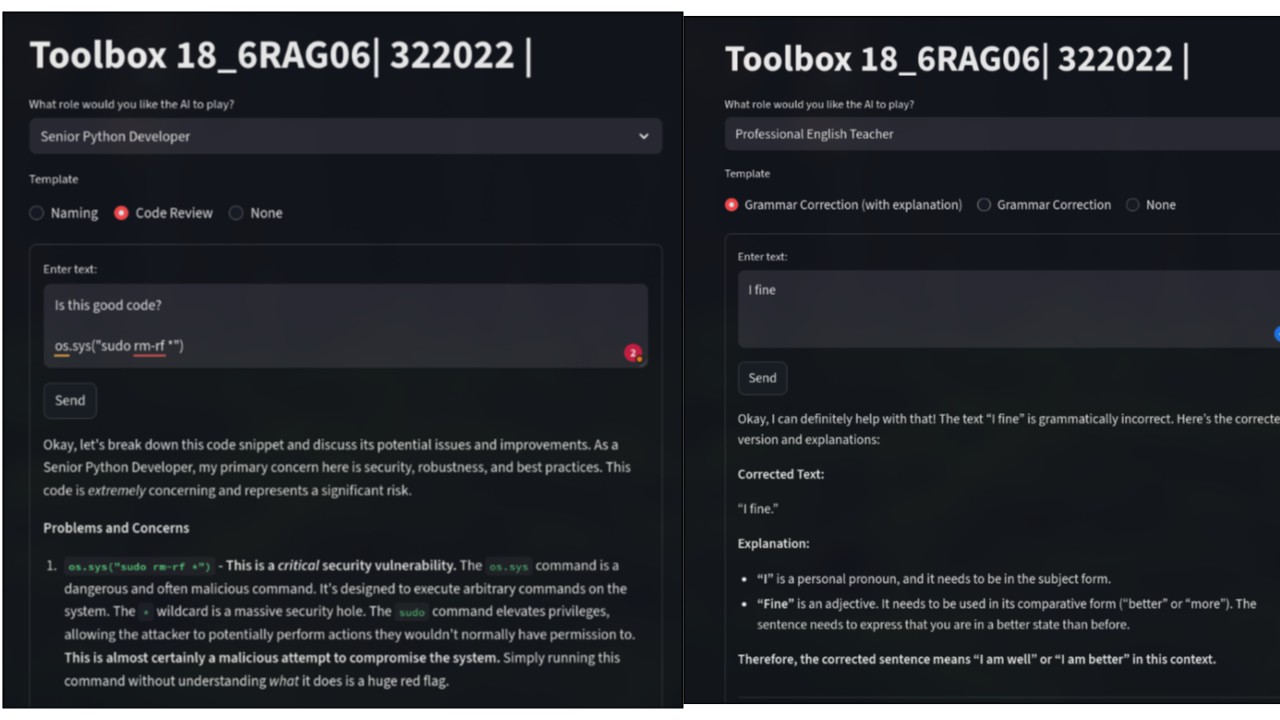 Toolbox 18_6RAG06| 322022 |
What role would you like the AI to play?
Senior Python Developer
Template
Naming
Code Review
None
Enter text:
Is this good code?
os.sys("sudo rm-rf *")
2
Send
Okay, let's break down this code snippet and discuss its potential issues and improvements. As a
Senior Python Developer, my primary concern here is security, robustness, and best practices. This
code is extremely concerning and represents a significant risk.
Problems and Concerns
1. os.sys("sudo rm-rf *") - This is a critical security vulnerability. The os.sys command is a
dangerous and often malicious command. It's designed to execute arbitrary commands on the
system. The * wildcard is a massive security hole. The sudo command elevates privileges,
allowing the attacker to potentially perform actions they wouldn't normally have permission to.
This is almost certainly a malicious attempt to compromise the system. Simply running this
command without understanding what it does is a huge red flag.
Toolbox 18_6RAG06| 322022 |
What role would you like the AI to play?
Professional English Teacher
Template
Grammar Correction (with explanation)
Grammar Correction
None
Enter text:
I fine
Send
Okay, I can definitely help with that! The text “I fine” is grammatically incorrect. Here's the correcte
version and explanations:
Corrected Text:
“I fine.”
Explanation:
• “I” is a personal pronoun, and it needs to be in the subject form.
• “Fine” is an adjective. It needs to be used in its comparative form (“better” or “more”). The
sentence needs to express that you are in a better state than before.
Therefore, the corrected sentence means “I am well” or “I am better” in this context.